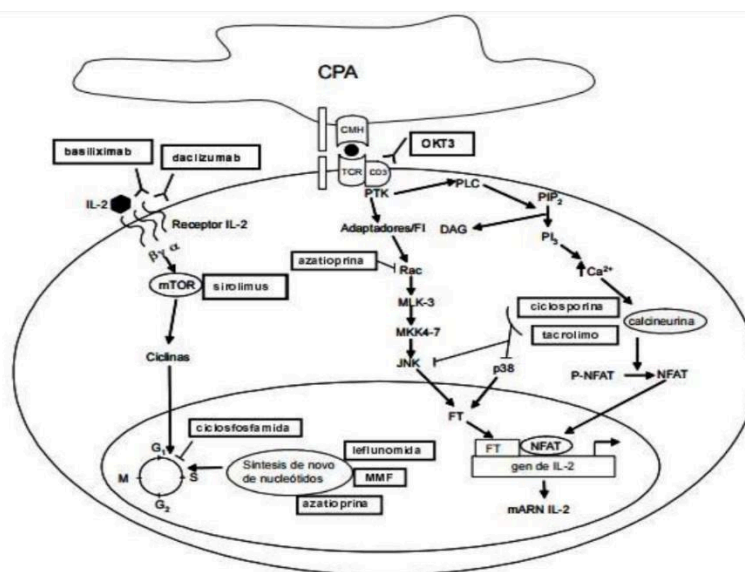 CPA
CMH
OKT3
basiliximab
daclizumab
TCR
CD3
PTK
PLC
PIP2
IL-2
Receptor IL-2
Adaptadores/FI
DAG
PI3
β γ α
azatioprina
Rac
Ca2+
mTOR
sirolimus
MLK-3
ciclosporina
calcineurina
MKK4-7
tacrolimo
Ciclinas
JNK
p38
P-NFAT
NFAT
FT
ciclosfosfamida
G1
leflunomida
FT
NFAT
M
S
Síntesis de novo
de nucleótidos
MMF
gen de IL-2
G2
azatioprina
mARN IL-2